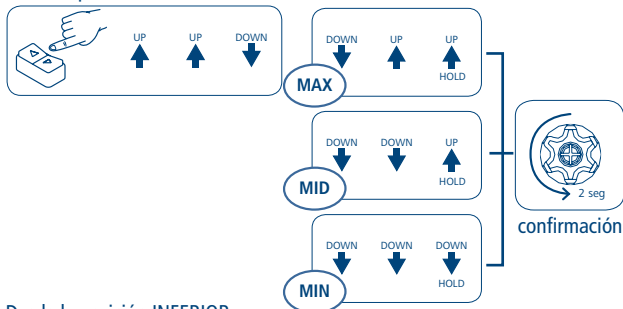 UP UP DOWN
DOWN UP UP
HOLD
MAX
DOWN DOWN UP
HOLD
MID
2 seg
confirmación
DOWN DOWN DOWN
HOLD
MIN